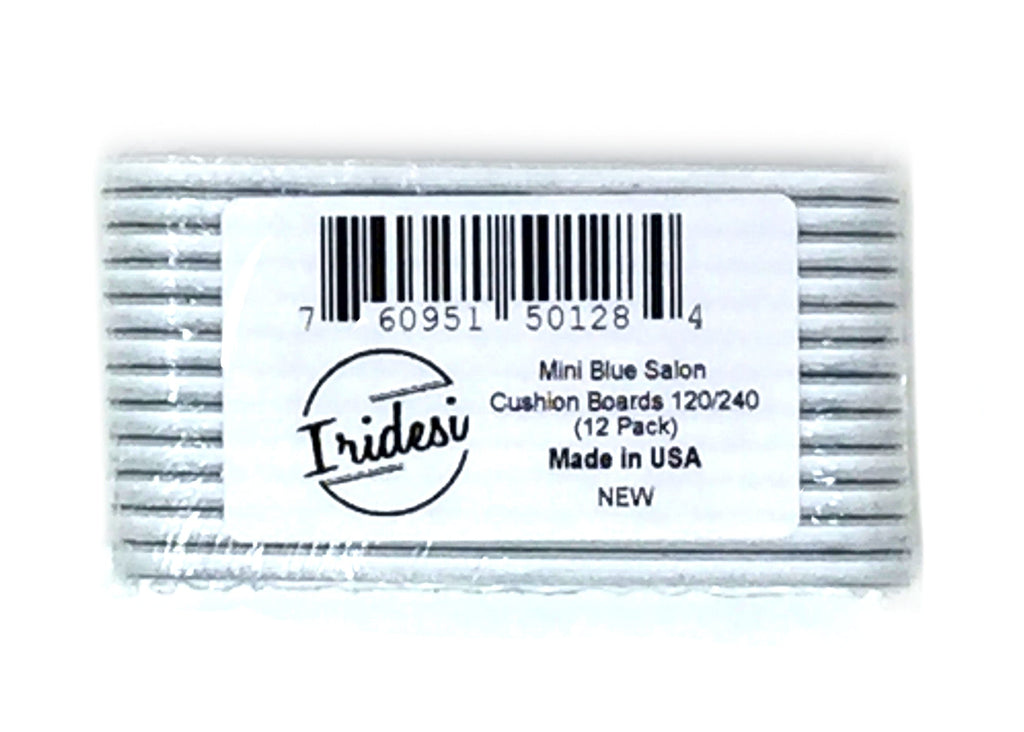 7 60951 50128 4
Iridesi
Mini Blue Salon
Cushion Boards 120/240
(12 Pack)
Made in USA
NEW